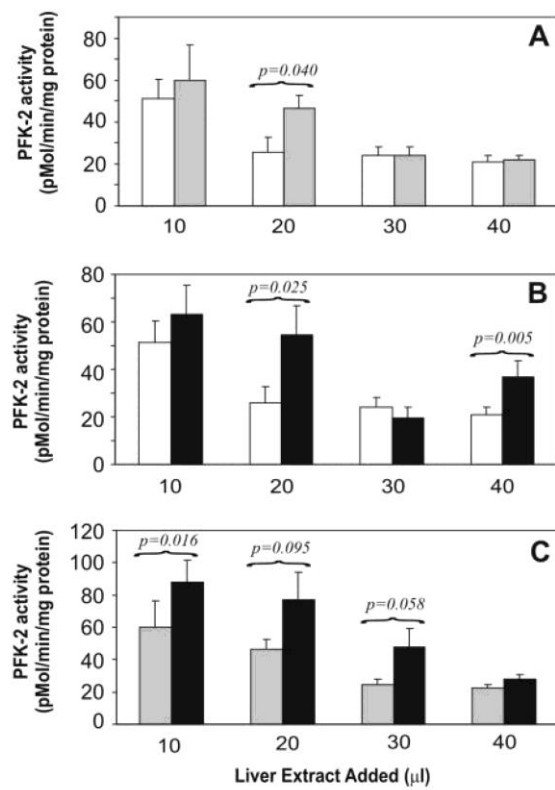 A
PFK-2 activity
(pMol/min/mg protein)
80
60
40
20
0
p=0.040
10 20 30 40
B
PFK-2 activity
(pMol/min/mg protein)
80
60
40
20
0
p=0.025
p=0.005
10 20 30 40
C
PFK-2 activity
(pMol/min/mg protein)
120
100
80
60
40
20
0
p=0.016
p=0.095
p=0.058
10 20 30 40
Liver Extract Added (µl)